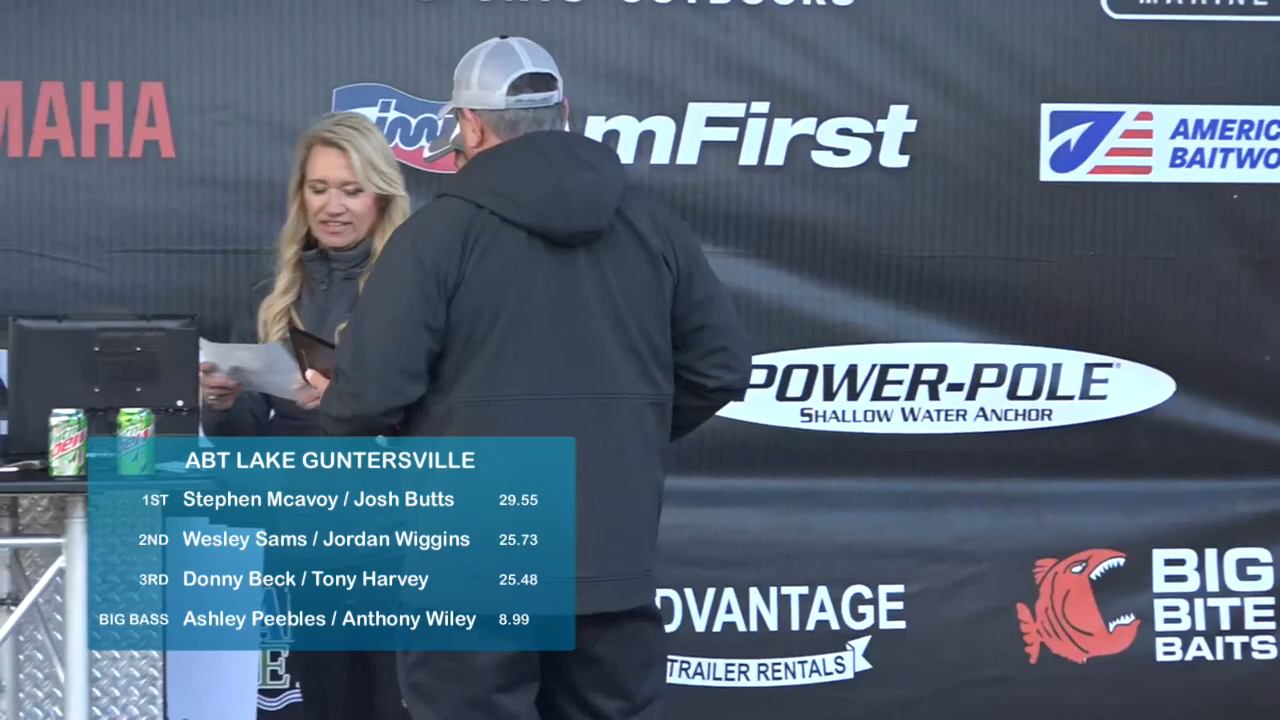 OUTDOORS
MAHA
mFirst
AMERIC
BAITWO
POWER-POLE
SHALLOW WATER ANCHOR
ABT LAKE GUNTERSVILLE
1ST Stephen Mcavoy / Josh Butts 29.55
2ND Wesley Sams / Jordan Wiggins 25.73
3RD Donny Beck / Tony Harvey 25.48
BIG BASS Ashley Peebles / Anthony Wiley 8.99
DVANTAGE
TRAILER RENTALS
BIG
BITE
BAITS